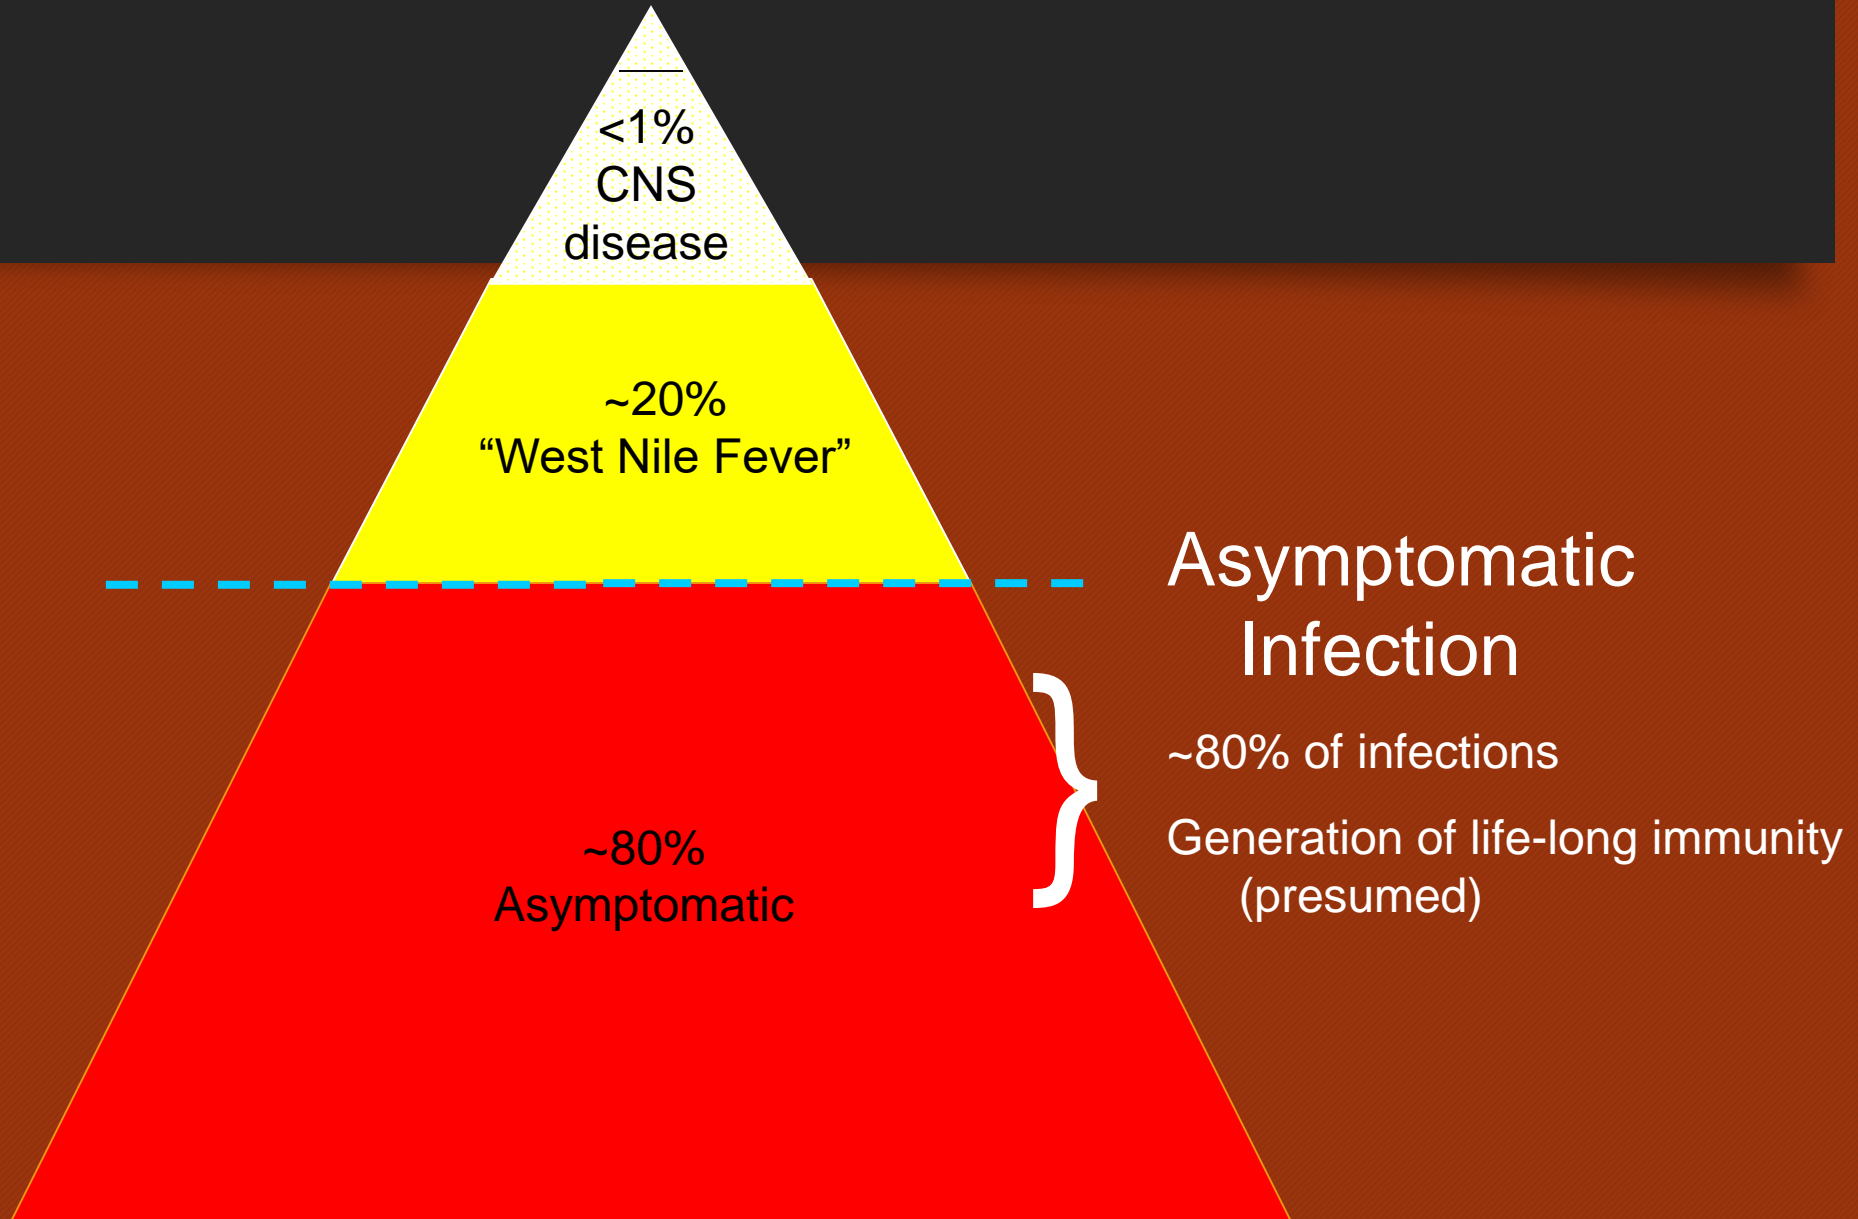 <1%
CNS
disease
~20%
“West Nile Fever”
~80%
Asymptomatic
Asymptomatic
Infection
~80% of infections
Generation of life-long immunity
(presumed)